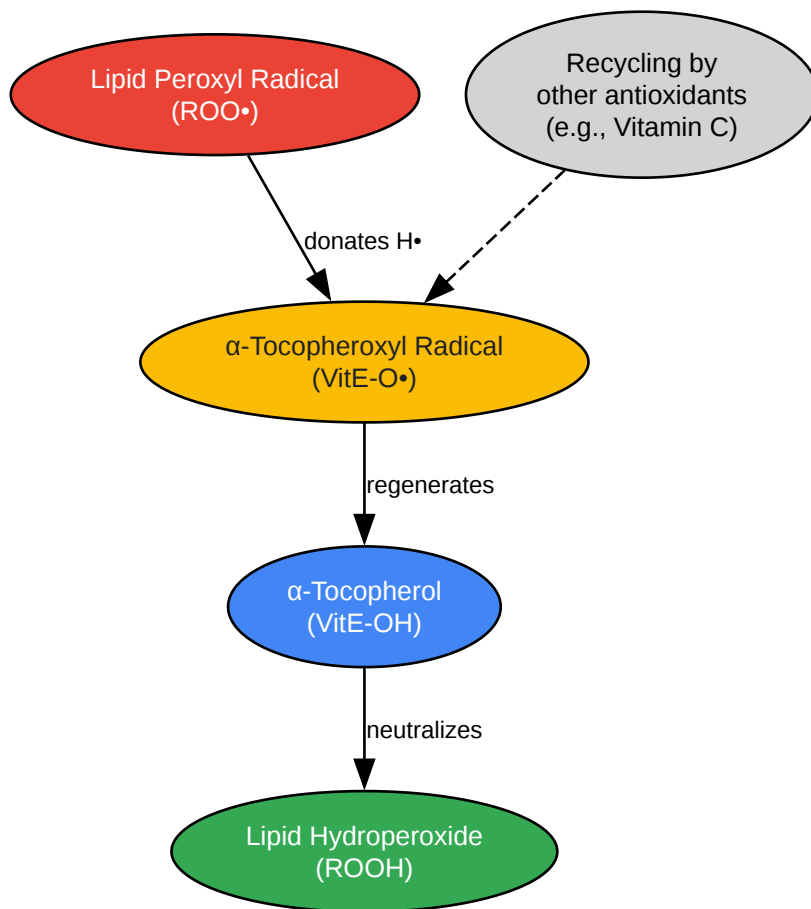 Lipid Peroxyl Radical
(ROO•)
Recycling by
other antioxidants
(e.g., Vitamin C)
donates H•
α-Tocopheroxyl Radical
(VitE-O•)
regenerates
α-Tocopherol
(VitE-OH)
neutralizes
Lipid Hydroperoxide
(ROOH)